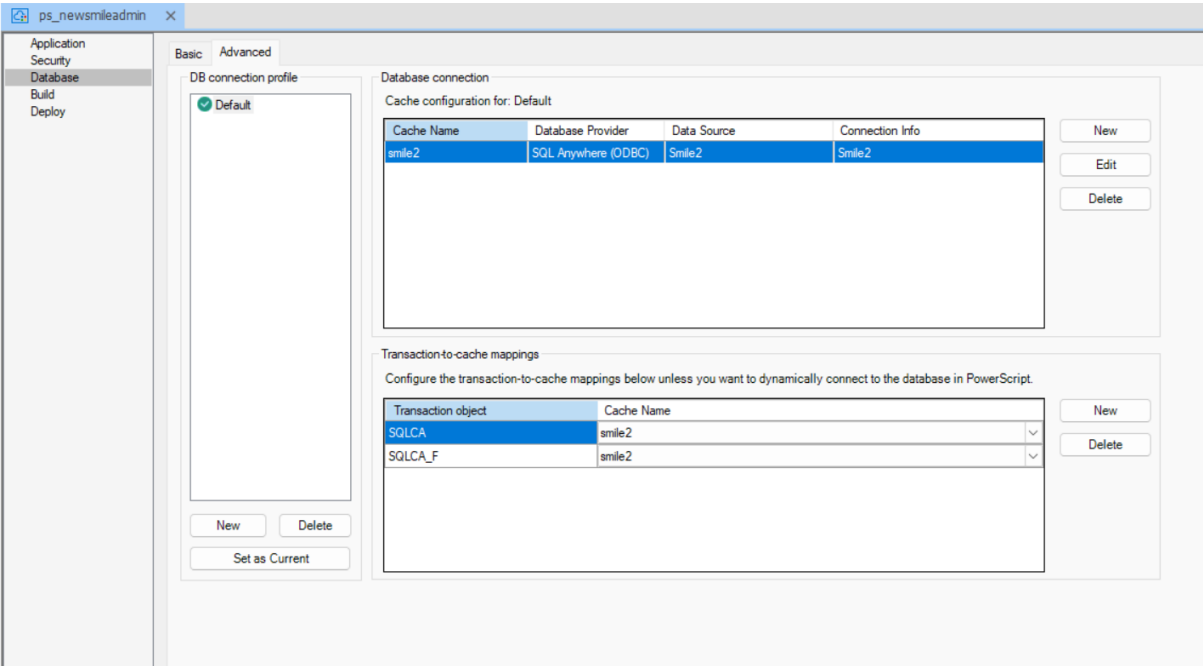 ps_newsmileadmin
Application
Security
Database
Build
Deploy
Basic
Advanced
DB connection profile
Default
New
Delete
Set as Current
Database connection
Cache configuration for: Default
Cache Name Database Provider Data Source Connection Info
smile2 SQL Anywhere (ODBC) Smile2 Smile2
New
Edit
Delete
Transaction-to-cache mappings
Configure the transaction-to-cache mappings below unless you want to dynamically connect to the database in PowerScript.
Transaction object Cache Name
SQLCA smile2
SQLCA_F smile2
New
Delete